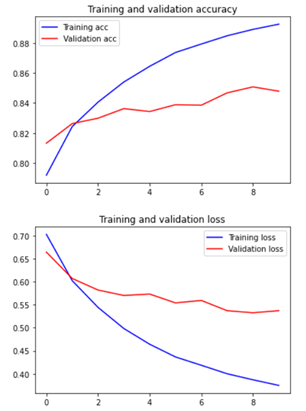 Training and validation accuracy
Training acc
Validation acc
0.88
0.86
0.84
0.82
0.80
0 2 4 6 8
Training and validation loss
Training loss
Validation loss
0.70
0.65
0.60
0.55
0.50
0.45
0.40
0 2 4 6 8